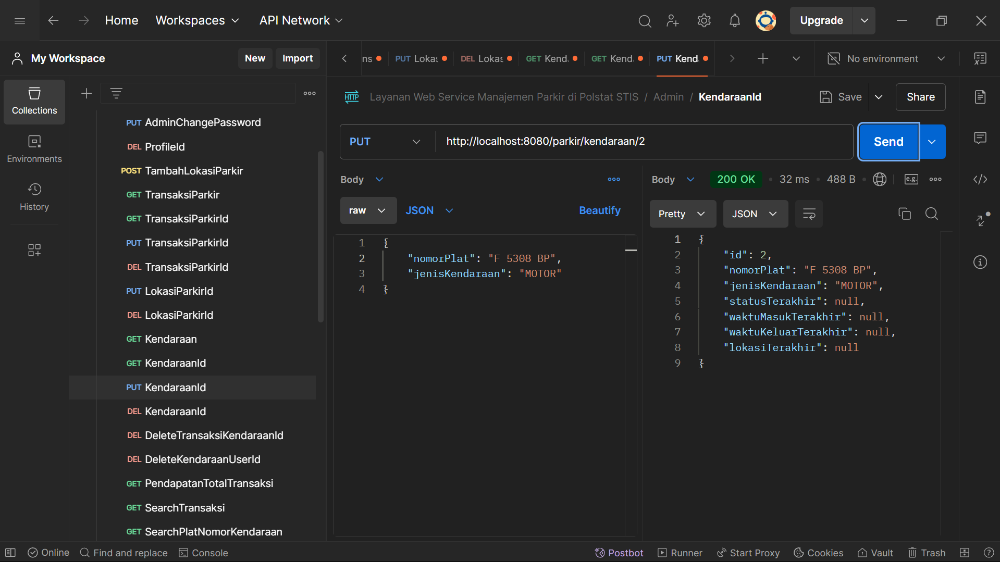 Home Workspaces API Network Upgrade
My Workspace New Import
ns PUT Lokas DEL Lokas GET Kend. GET Kend. PUT Kend. No environment
Collections
Environments
History
PUT AdminChangePassword
DEL ProfileId
POST TambahLokasiParkir
GET TransaksiParkir
GET TransaksiParkirId
PUT TransaksiParkirId
DEL TransaksiParkirId
PUT LokasiParkirId
DEL LokasiParkirId
GET Kendaraan
GET KendaraanId
PUT KendaraanId
DEL KendaraanId
DEL DeleteTransaksiKendaraanId
DEL DeleteKendaraanUserId
GET PendapatanTotalTransaksi
GET SearchTransaksi
GET SearchPlatNomorKendaraan
HTTP Layanan Web Service Manajemen Parkir di Polstat STIS / Admin / KendaraanId Save Share
PUT http://localhost:8080/parkir/kendaraan/2 Send
Body
raw JSON Beautify
1 {
2 "nomorPlat": "F 5308 BP",
3 "jenisKendaraan": "MOTOR"
4 }
Body 200 OK 32 ms 488 B e.g.
Pretty JSON
1 {
2 "id": 2,
3 "nomorPlat": "F 5308 BP",
4 "jenisKendaraan": "MOTOR",
5 "statusTerakhir": null,
6 "waktuMasukTerakhir": null,
7 "waktuKeluarTerakhir": null,
8 "lokasiTerakhir": null
9 }
Online Find and replace Console Postbot Runner Start Proxy Cookies Vault Trash